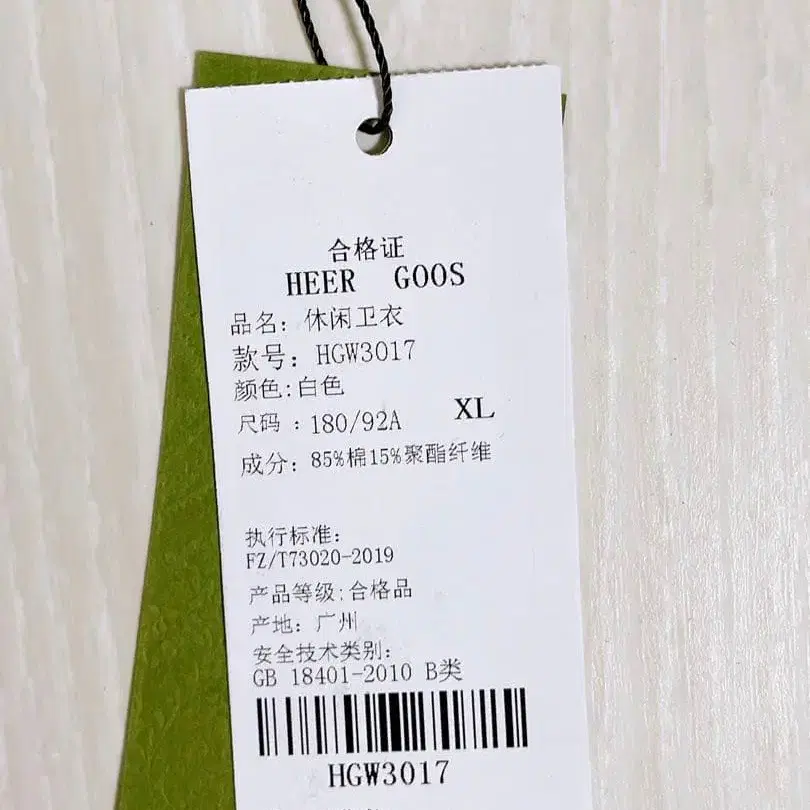 合格证
HEER GOOS
品名: 休闲卫衣
款号: HGW3017
颜色:白色
尺码 : 180/92A XL
成分: 85%棉15%聚酯纤维
执行标准:
FZ/T73020-2019
产品等级:合格品
产地: 广州
安全技术类别:
GB 18401-2010 B类
HGW3017